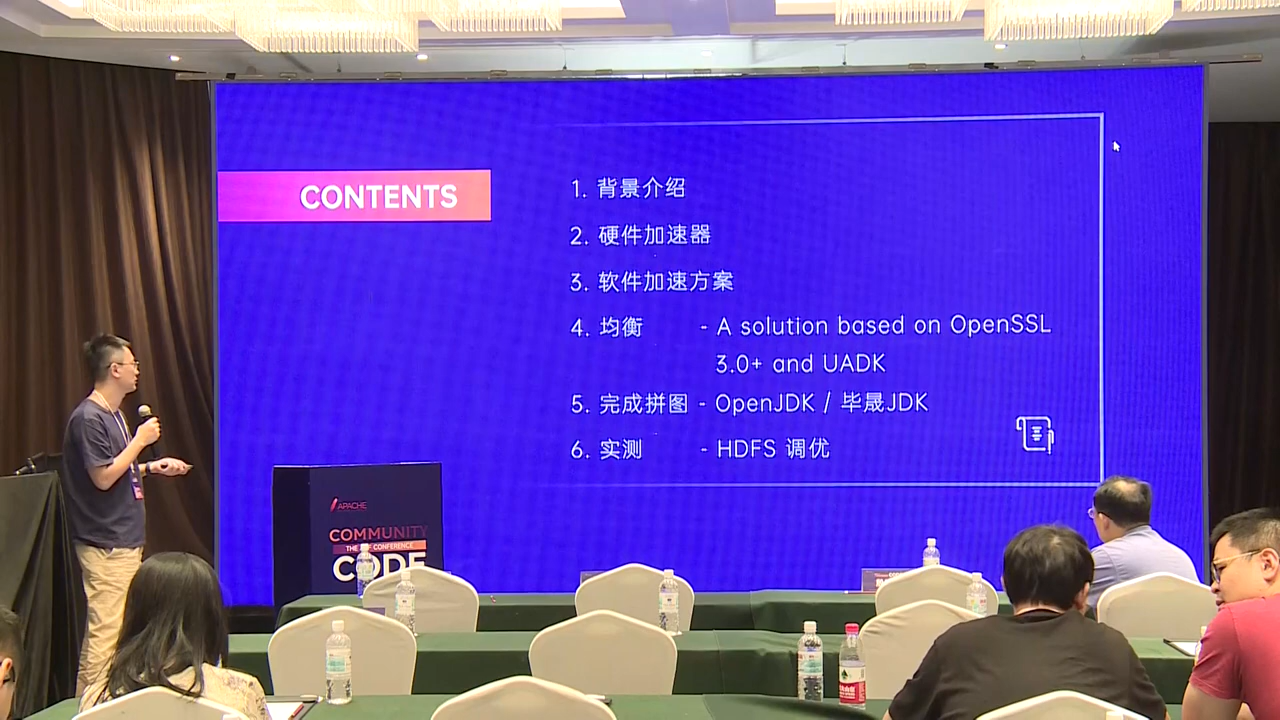 CONTENTS
1. 背景介绍
2. 硬件加速器
3. 软件加速方案
4. 均衡 - A solution based on OpenSSL
3.0+ and UADK
5. 完成拼图 - OpenJDK / 毕晟JDK
6. 实测 - HDFS 调优
APACHE
COMMUNITY
THE CONFERENCE
CODE